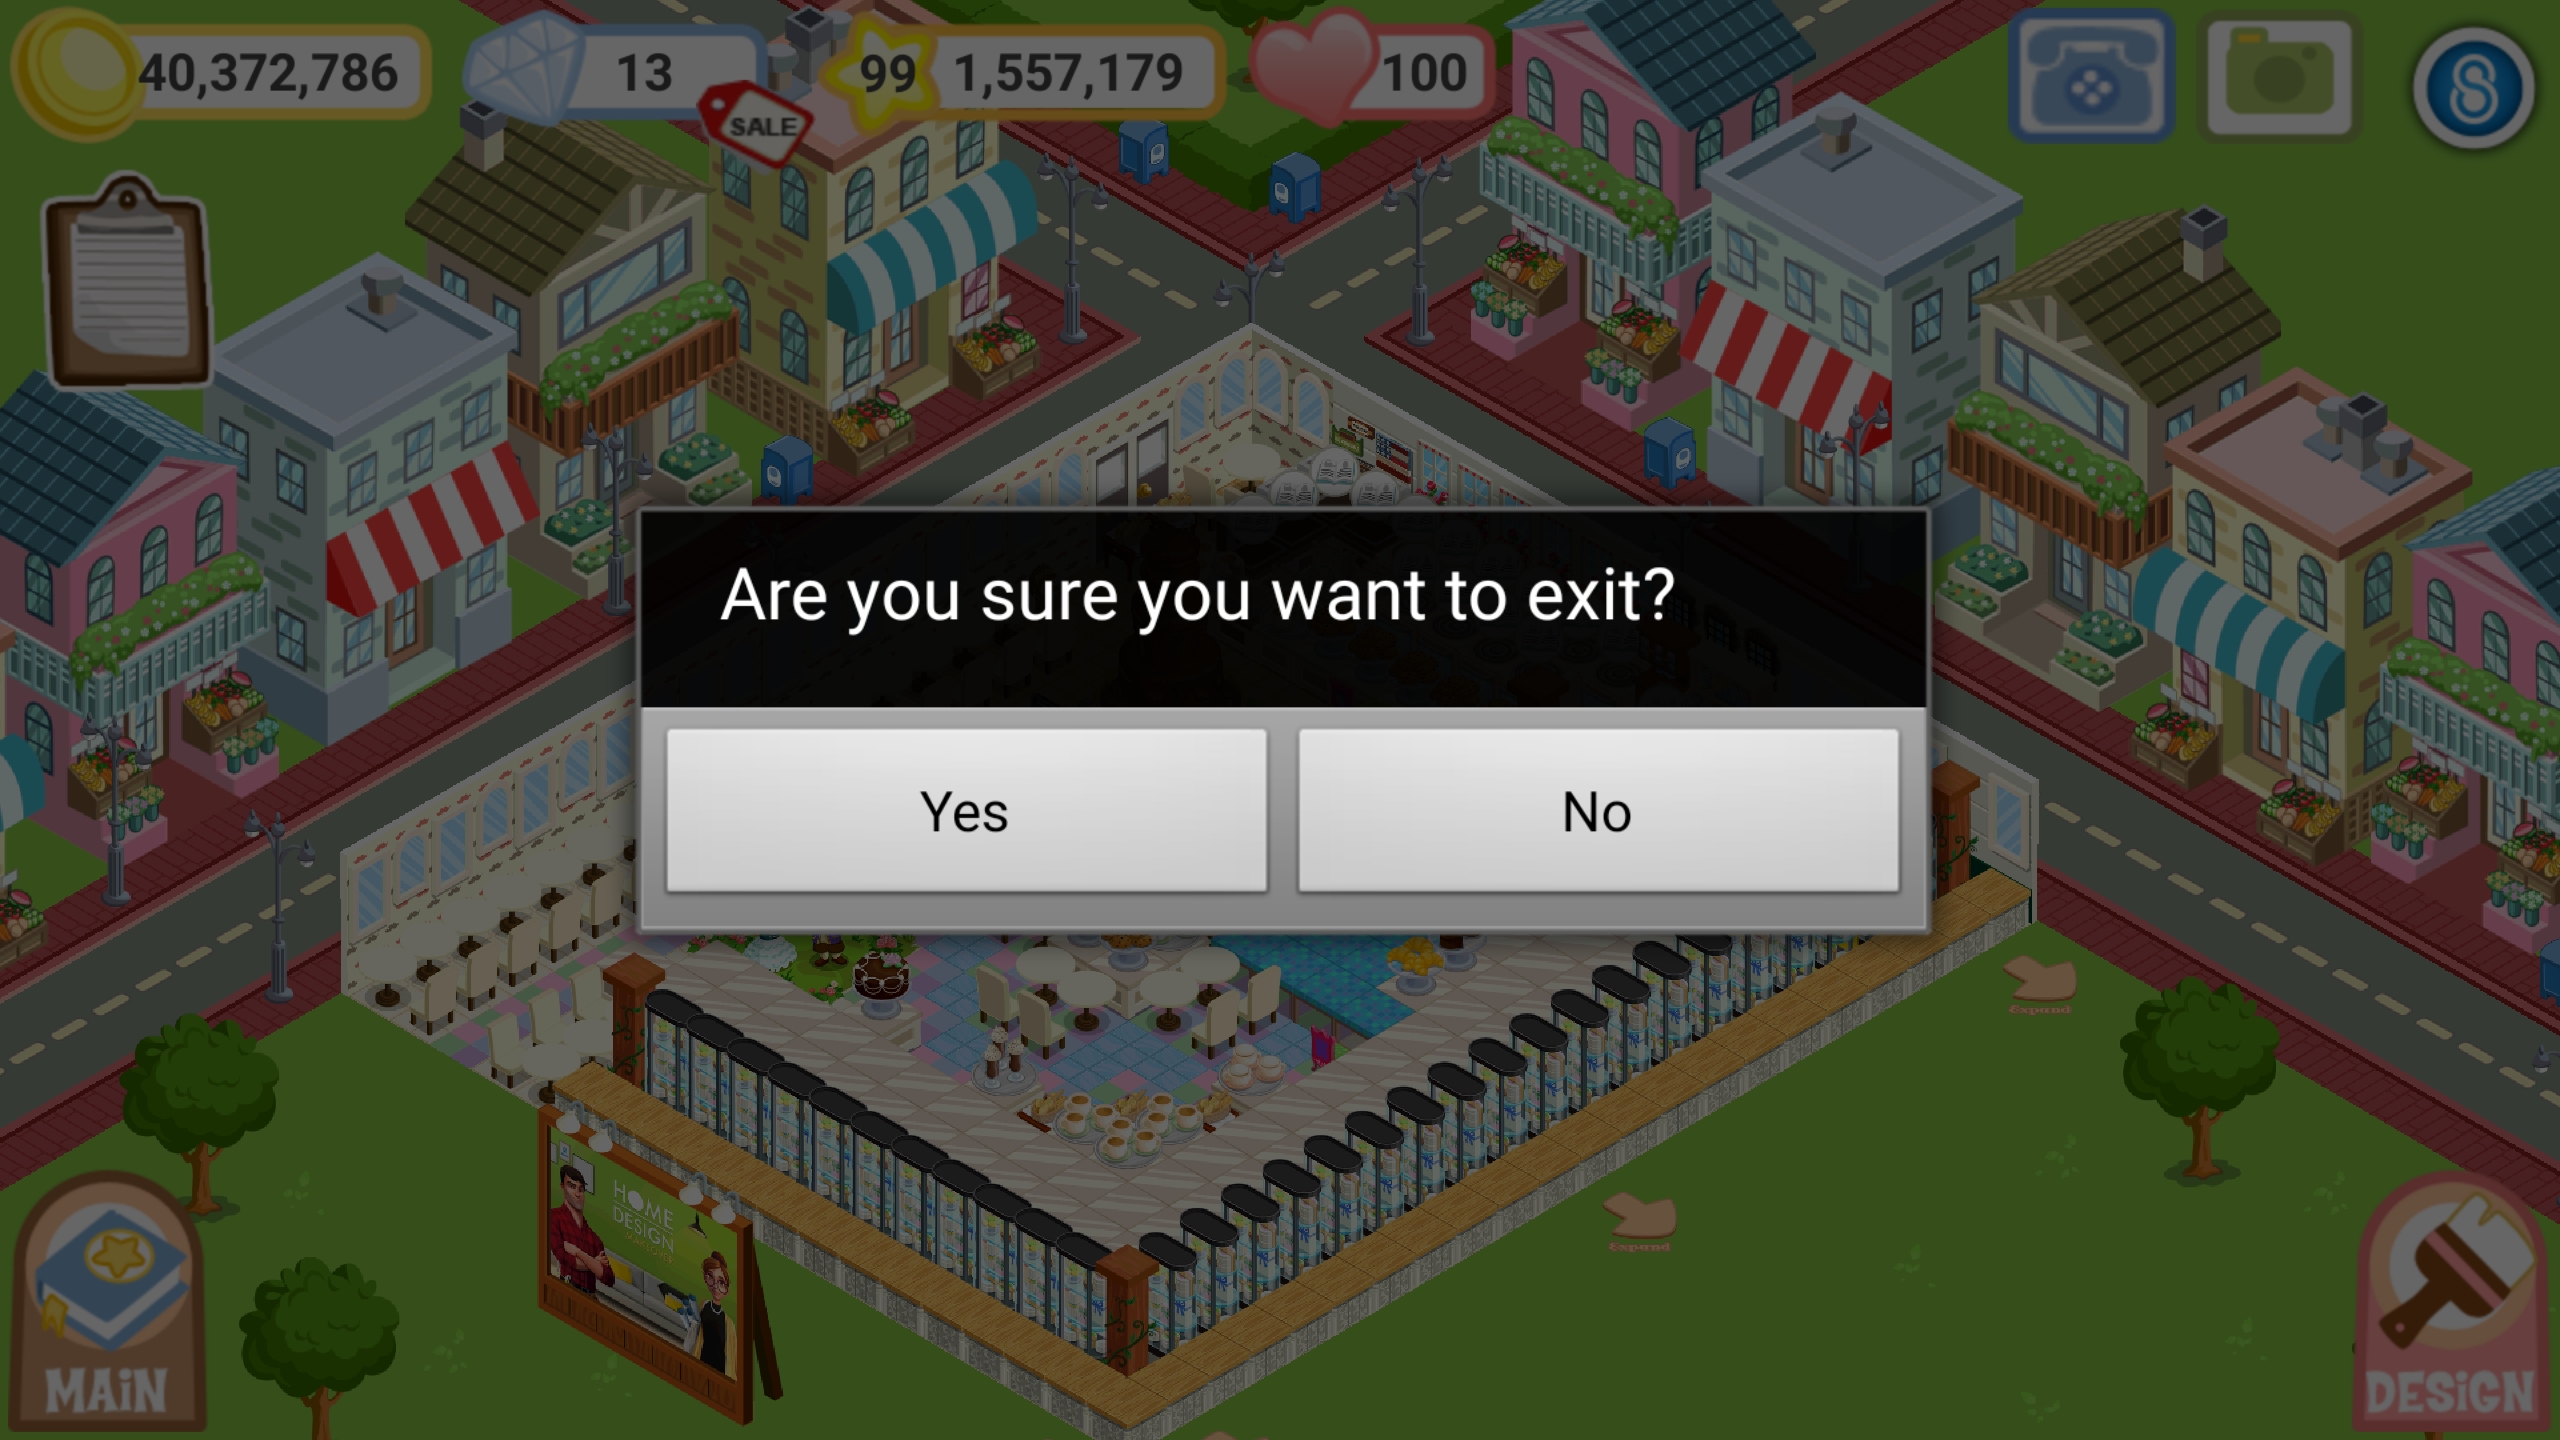 40,372,786
13
SALE
99
1,557,179
100
Are you sure you want to exit?
Yes
No
Expand
Expand
HOME
DESIGN
MAKEOVER
MAiN
DESiGN